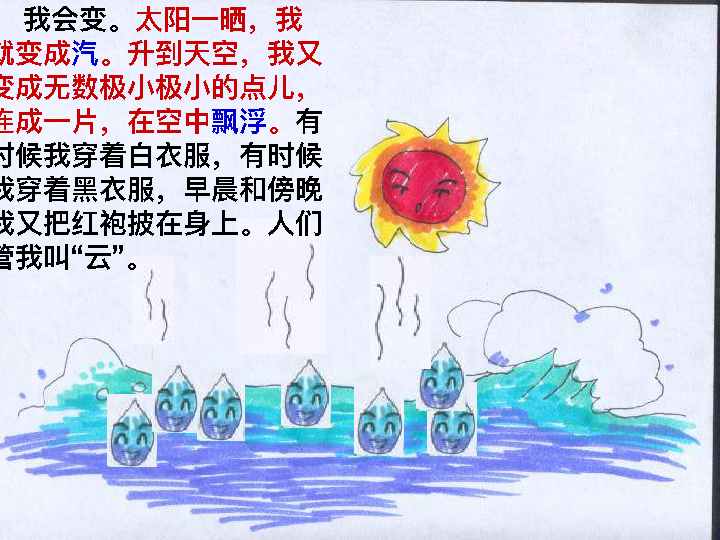 我会变。太阳一晒，我
就变成汽。升到天空，我又
变成无数极小极小的点儿，
连成一片，在空中飘浮。有
时候我穿着白衣服，有时候
我穿着黑衣服，早晨和傍晚
我又把红袍披在身上。人们
管我叫“云”。